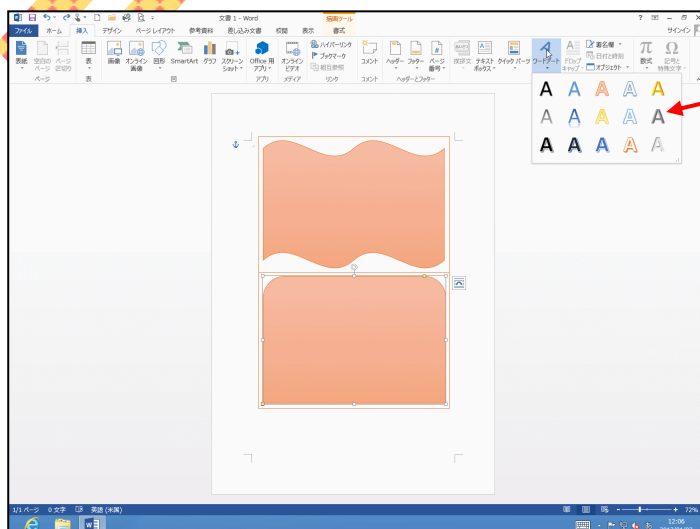 文書 1 - Word
描画ツール
ファイル ホーム 挿入 デザイン ページ レイアウト 参考資料 差し込み文書 校閲 表示 書式 サインイン
表紙 空白のページ ページ区切り 表 画像 オンライン画像 図形 SmartArt グラフ スクリーンショット Office 用アプリ オンラインビデオ ハイパーリンク ブックマーク 相互参照 コメント ヘッダー フッター ページ番号 挨拶文 テキストボックス クイック パーツ ワードアート ドロップキャップ 署名欄 日付と時刻 オブジェクト 数式 記号と特殊文字
ページ 表 図 アプリ メディア リンク コメント ヘッダーとフッター
A A A A A
A A A A A
A A A A A
1/1 ページ 0 文字 英語 (米国) 72%
12:06